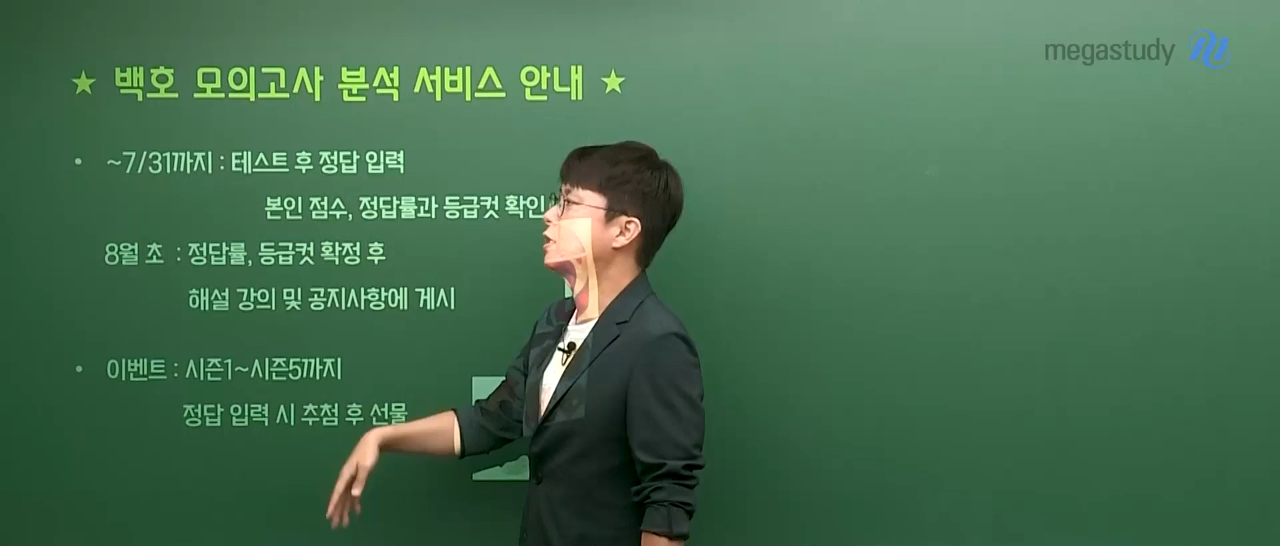 megastudy M
★ 백호 모의고사 분석 서비스 안내 ★
• ~7/31까지 : 테스트 후 정답 입력
본인 점수, 정답률과 등급컷 확인
8월 초 : 정답률, 등급컷 확정 후
해설 강의 및 공지사항에 게시
• 이벤트 : 시즌1~시즌5까지
정답 입력 시 추첨 후 선물